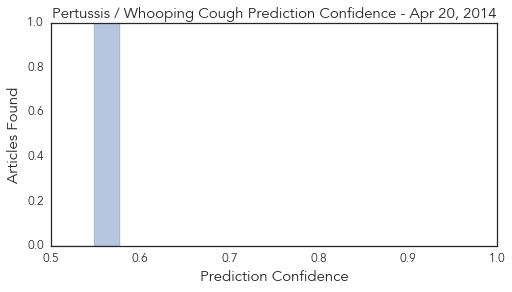 Pertussis / Whooping Cough Prediction Confidence - Apr 20, 2014
1.0
0.8
0.6
0.4
0.2
0.0
Articles Found
0.5 0.6 0.7 0.8 0.9 1.0
Prediction Confidence